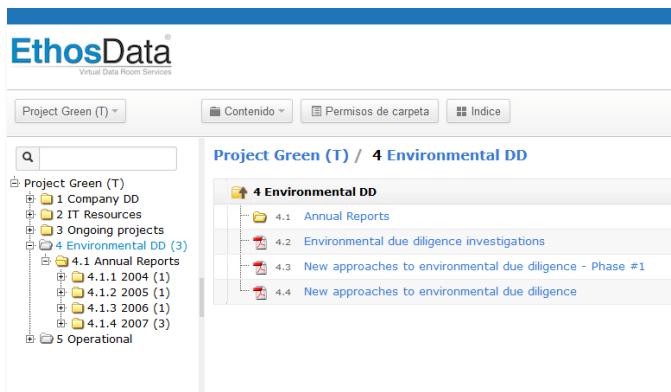 EthosData
Virtual Data Room Services
Project Green (T)
Contenido
Permisos de carpeta
Indice
Project Green (T) / 4 Environmental DD
Project Green (T)
1 Company DD
2 IT Resources
3 Ongoing projects
4 Environmental DD (3)
4.1 Annual Reports
4.1.1 2004 (1)
4.1.2 2005 (1)
4.1.3 2006 (1)
4.1.4 2007 (3)
5 Operational
4 Environmental DD
4.1 Annual Reports
4.2 Environmental due diligence investigations
4.3 New approaches to environmental due diligence - Phase #1
4.4 New approaches to environmental due diligence